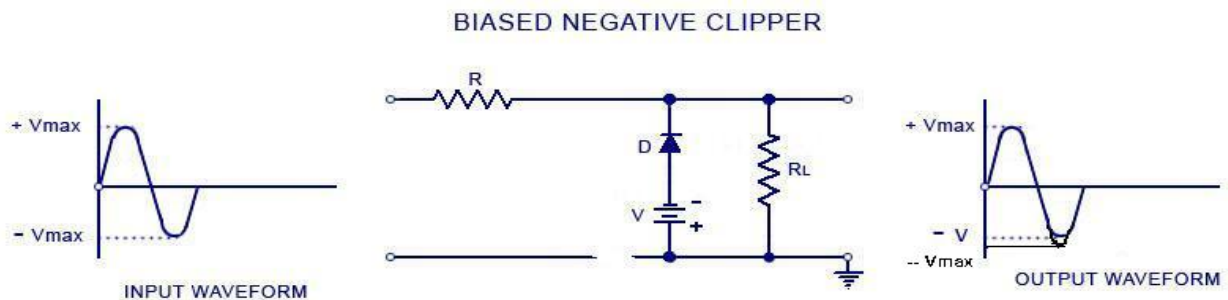 BIASED NEGATIVE CLIPPER
+ Vmax
- Vmax
INPUT WAVEFORM
R
D
V
-
+
RL
+ Vmax
- V
-- Vmax
OUTPUT WAVEFORM